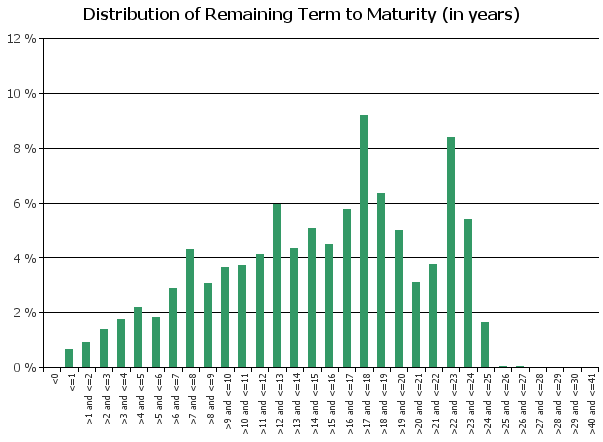 Distribution of Remaining Term to Maturity (in years)
12 %
10 %
8 %
6 %
4 %
2 %
0 %
<0
<=1
>1 and <=2
>2 and <=3
>3 and <=4
>4 and <=5
>5 and <=6
>6 and <=7
>7 and <=8
>8 and <=9
>9 and <=10
>10 and <=11
>11 and <=12
>12 and <=13
>13 and <=14
>14 and <=15
>15 and <=16
>16 and <=17
>17 and <=18
>18 and <=19
>19 and <=20
>20 and <=21
>21 and <=22
>22 and <=23
>23 and <=24
>24 and <=25
>25 and <=26
>26 and <=27
>27 and <=28
>28 and <=29
>29 and <=30
>40 and <=41